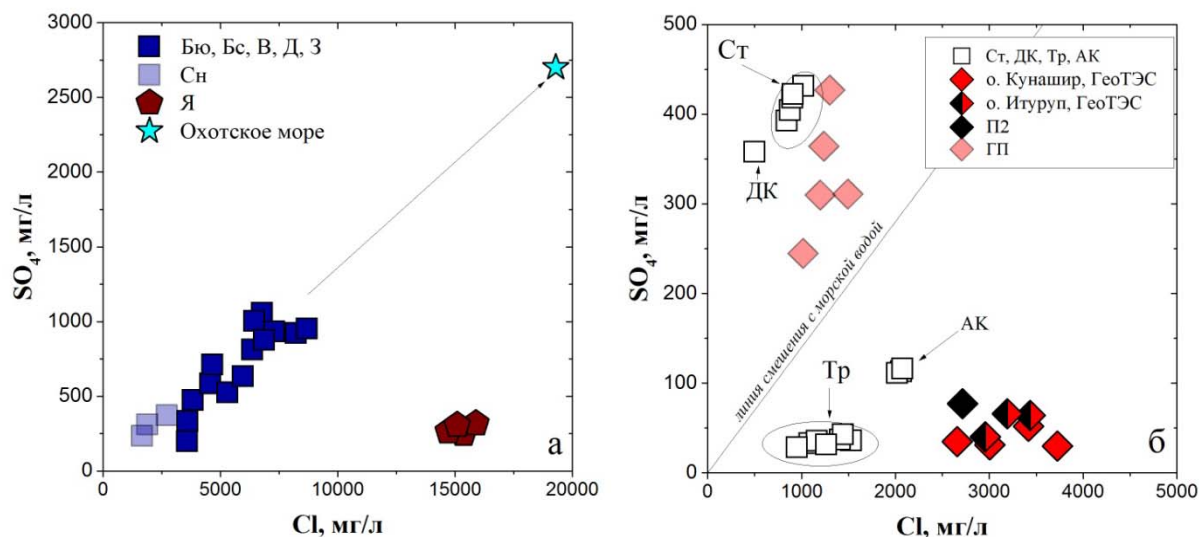 3000
2500
2000
1500
1000
500
0
SO4, мг/л
Бю, Бс, В, Д, З
Сн
Я
Охотское море
а
0
5000
10000
15000
20000
Cl, мг/л
500
400
300
200
100
0
SO4, мг/л
Ст
ДК
линия смешения с морской водой
Ст, ДК, Тр, АК
о. Кунашир, ГеоТЭС
о. Итуруп, ГеоТЭС
П2
ГП
АК
Тр
б
0
1000
2000
3000
4000
5000
Cl, мг/л